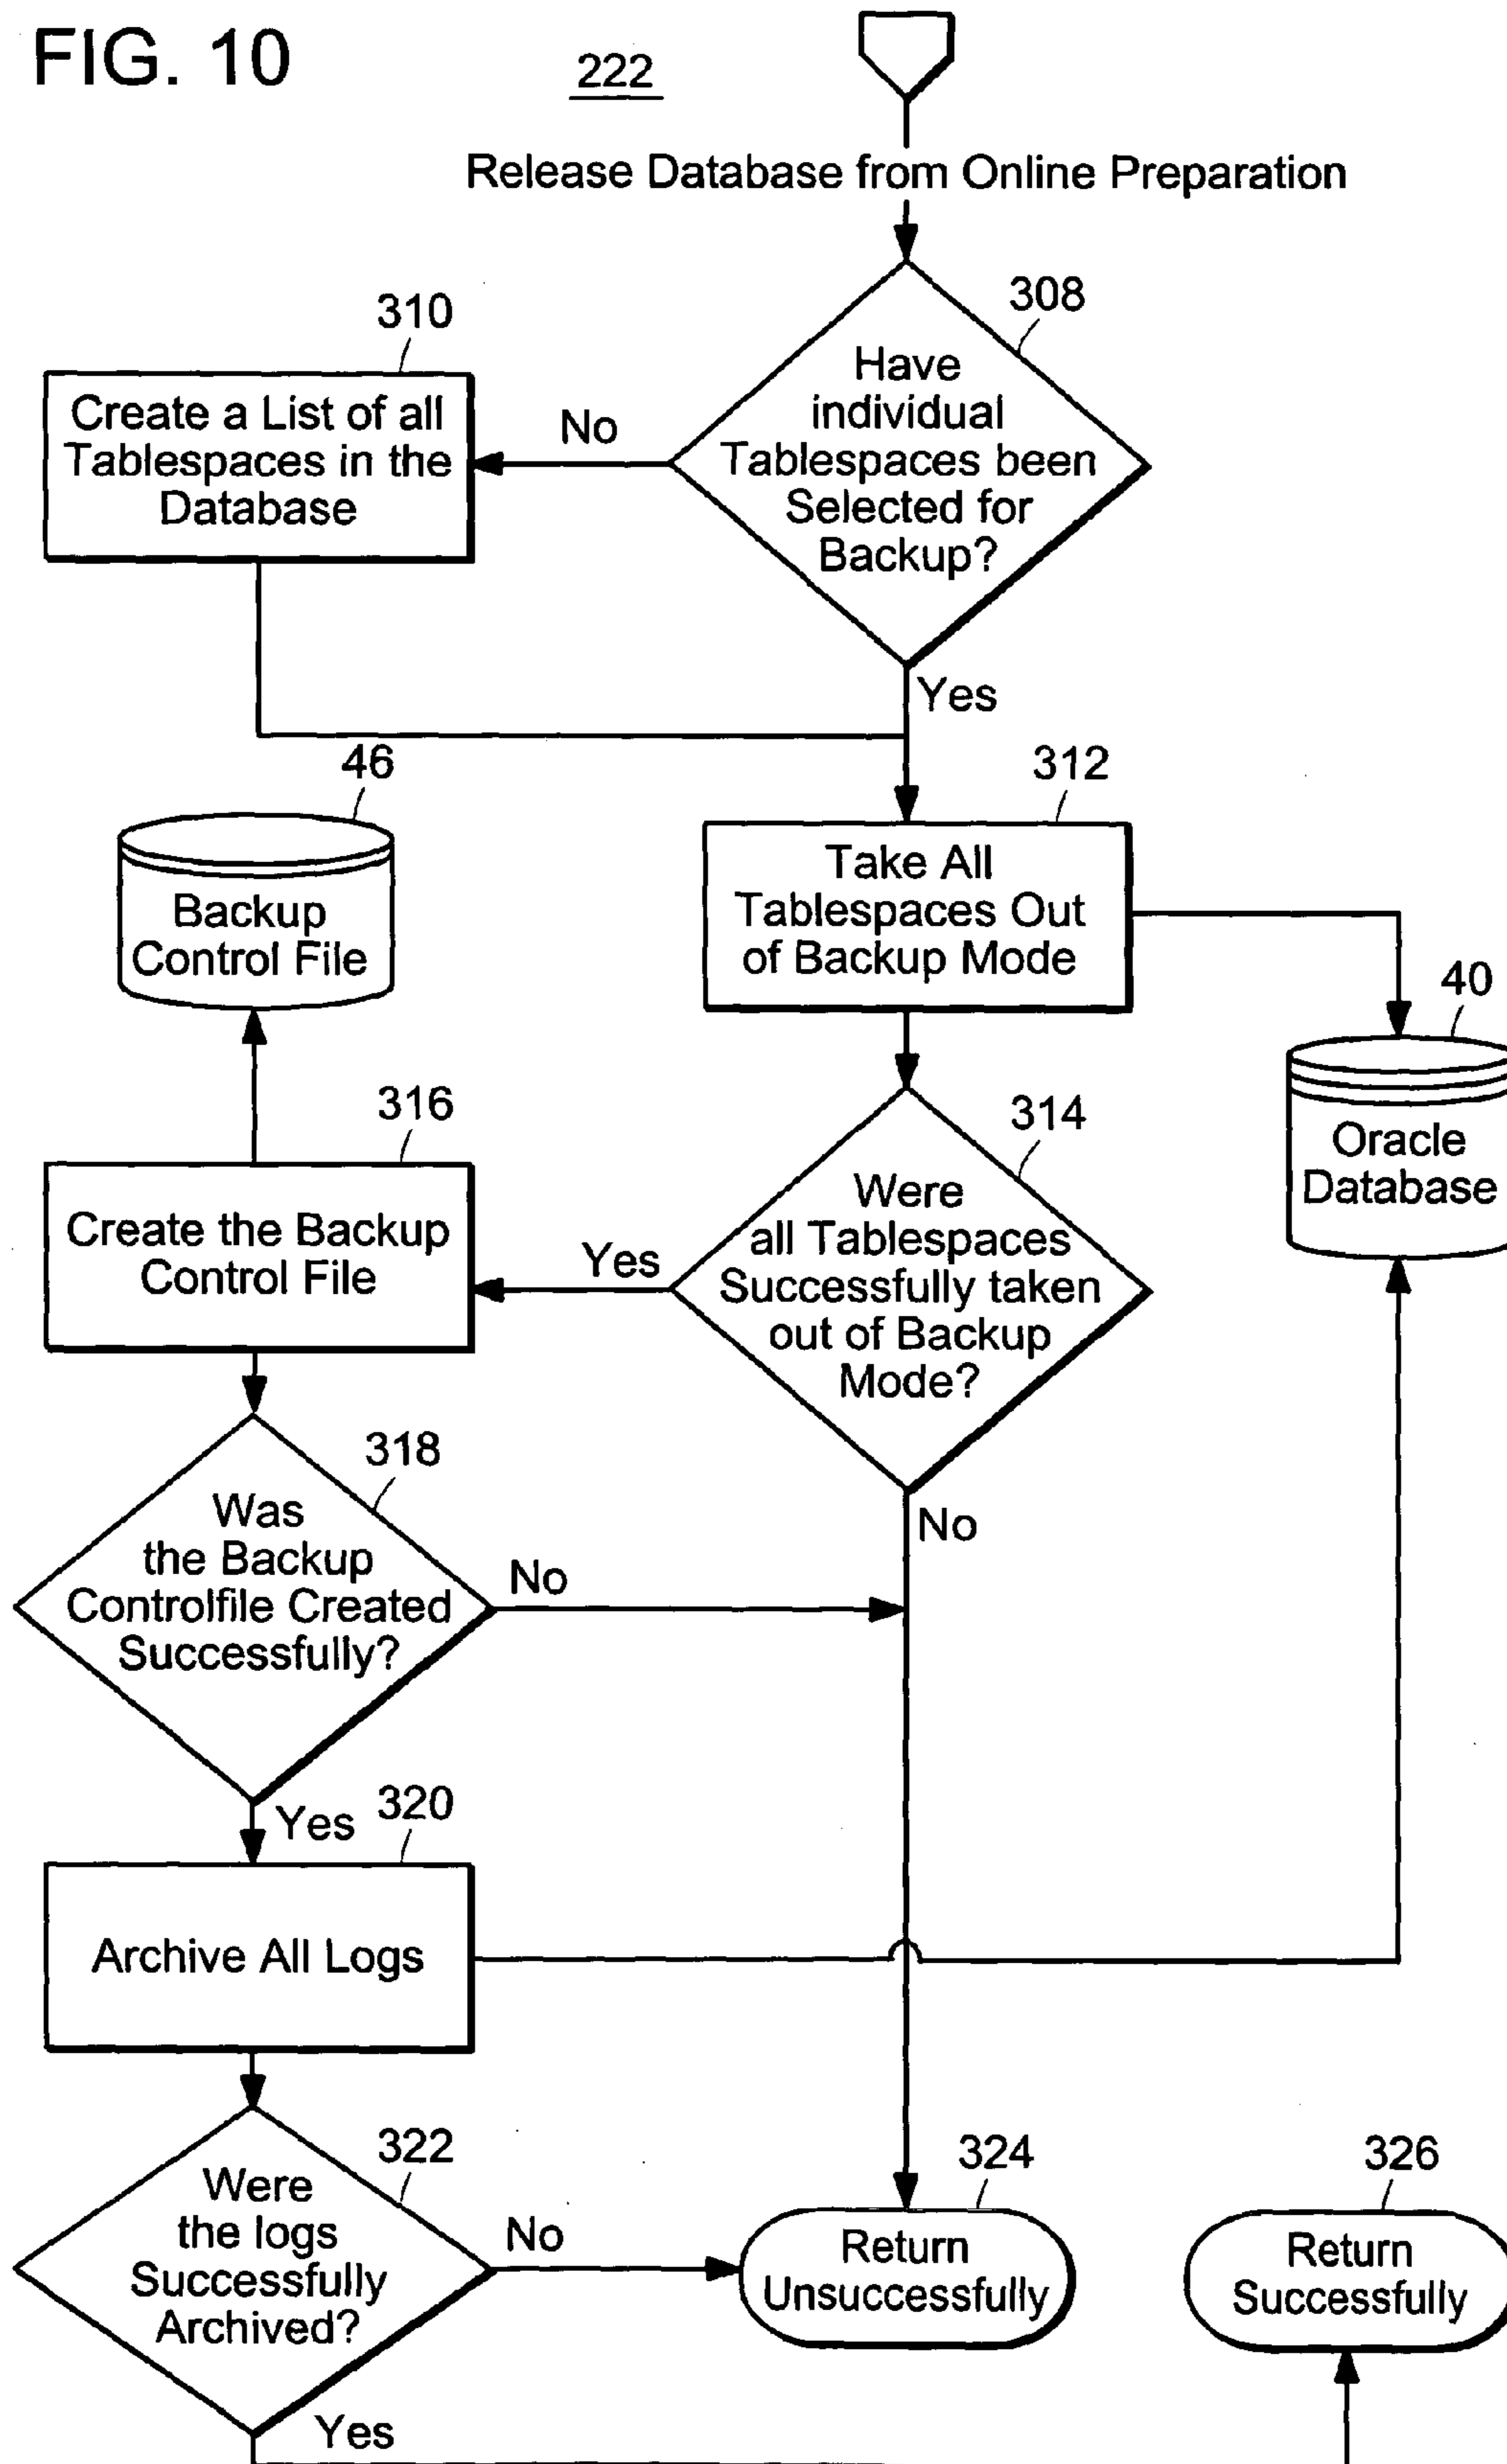 FIG. 10
222
Release Database from Online Preparation
308
Have
individual
Tablespaces been
Selected for
Backup?
310
Create a List of all
Tablespaces in the
Database
No
Yes
46
Backup
Control File
312
Take All
Tablespaces Out
of Backup Mode
40
Oracle
Database
316
Create the Backup
Control File
Yes
314
Were
all Tablespaces
Successfully taken
out of Backup
Mode?
No
318
Was
the Backup
Controlfile Created
Successfully?
No
Yes
320
Archive All Logs
322
Were
the logs
Successfully
Archived?
No
Yes
324
Return
Unsuccessfully
326
Return
Successfully